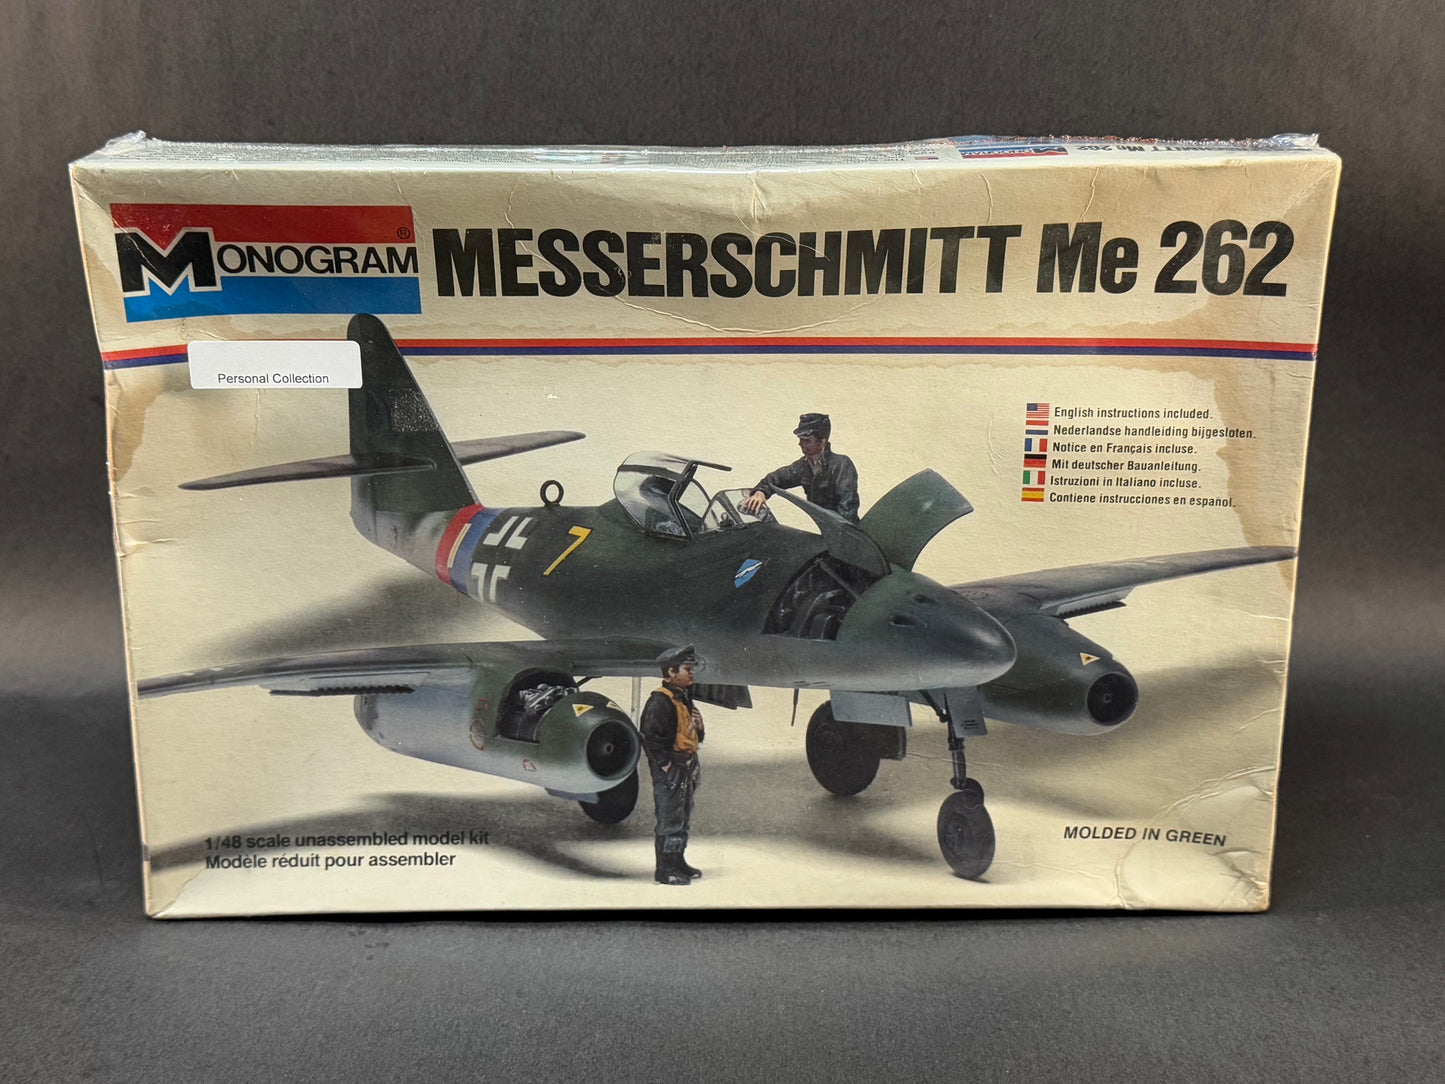 MONOGRAM®
MESSERSCHMITT Me 262
Personal Collection
English instructions included.
Nederlandse handleiding bijgesloten.
Notice en Français incluse.
Mit deutscher Bauanleitung.
Istruzioni in Italiano incluse.
Contiene instrucciones en español.
7
1/48 scale unassembled model kit
Modèle réduit pour assembler
MOLDED IN GREEN